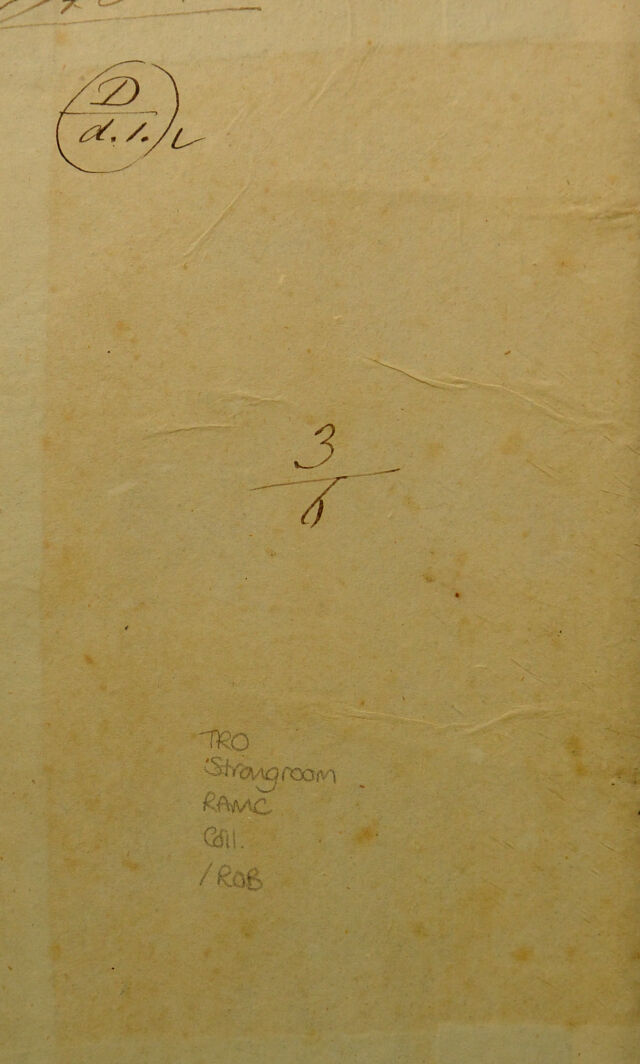 D
d. 1.
3
6
TRO
Strongroom
RAMC
Coll.
/ROB